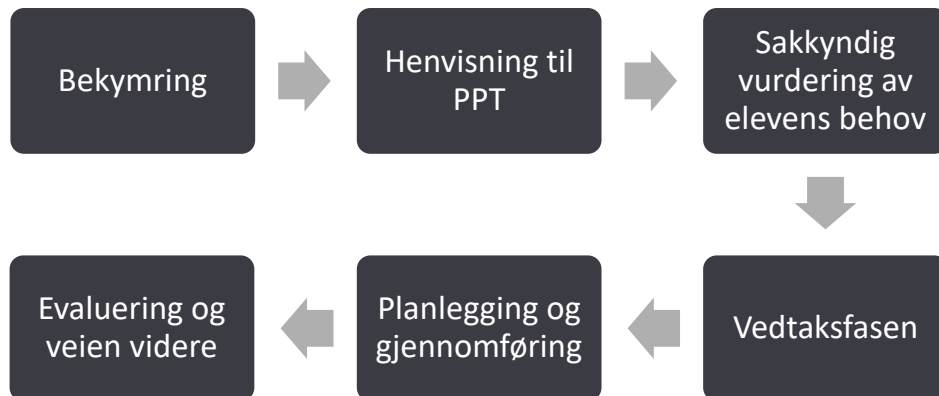 Bekymring
Henvisning til
PPT
Sakkyndig
vurdering av
elevens behov
Vedtaksfasen
Planlegging og
gjennomføring
Evaluering og
veien videre